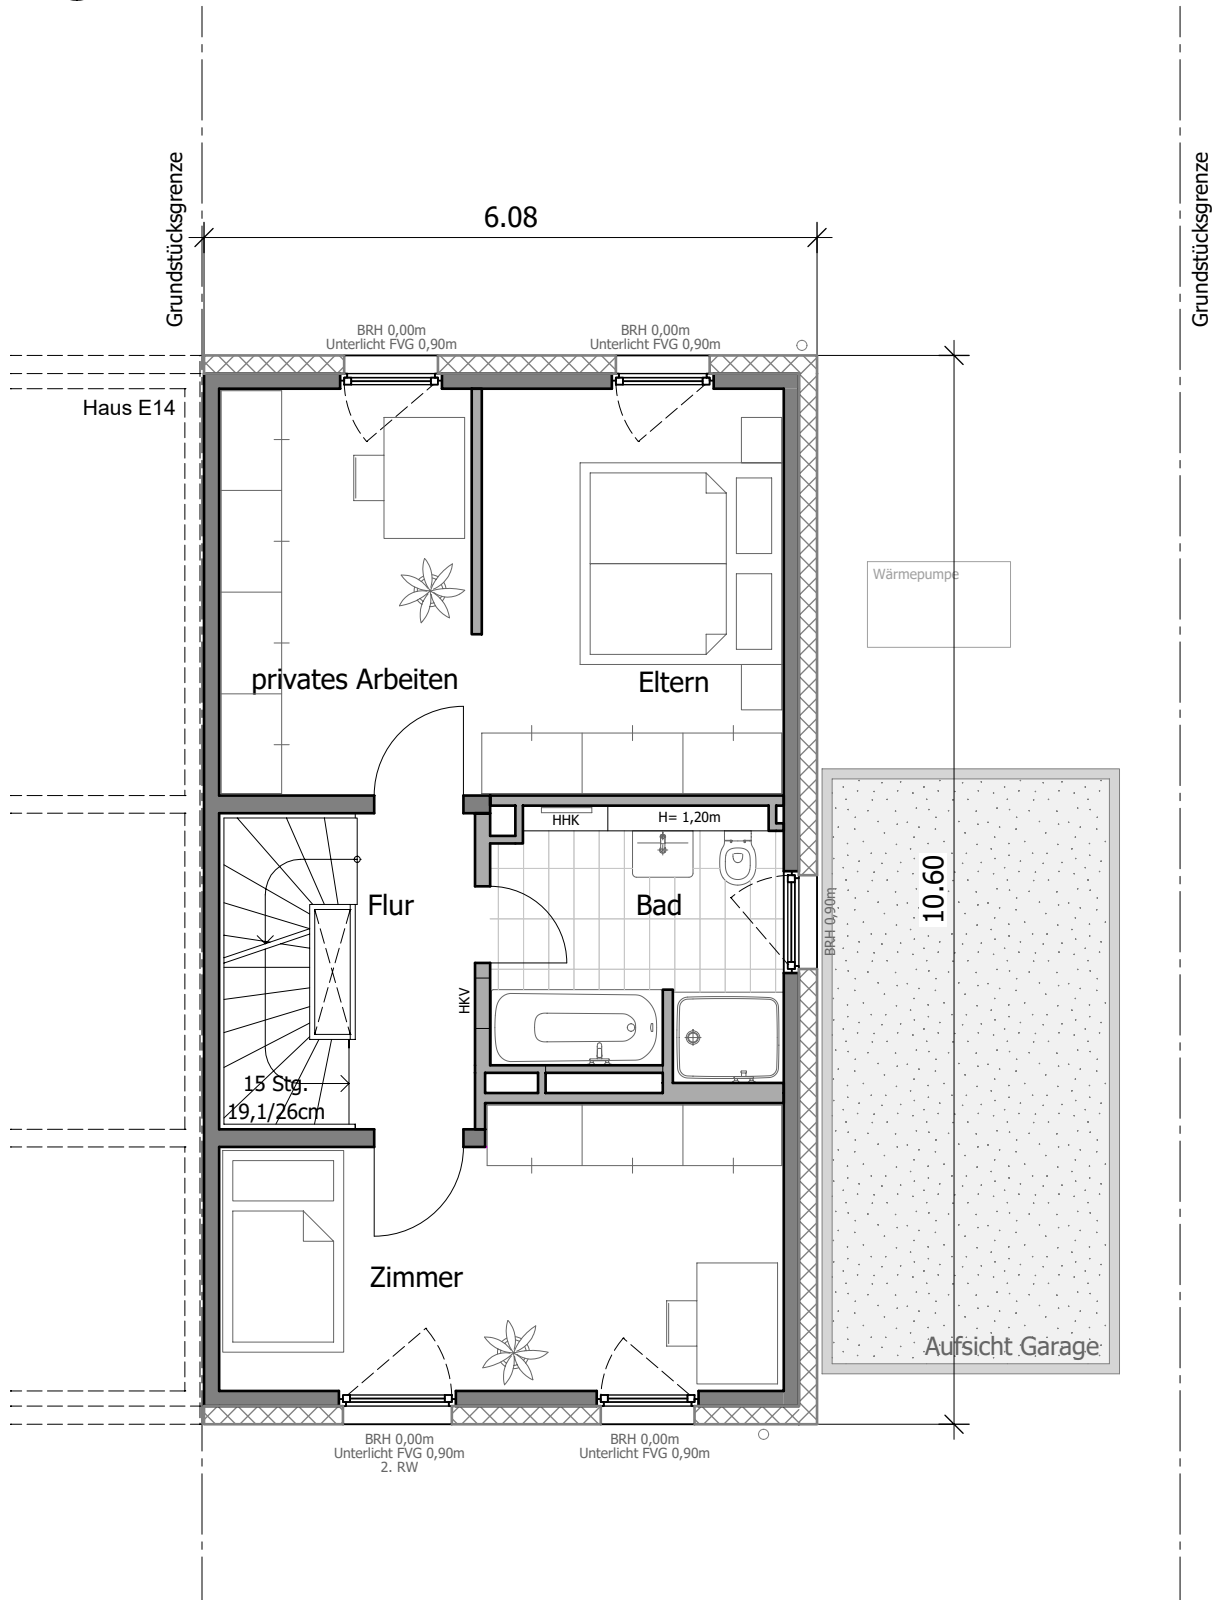 Grundstücksgrenze
Grundstücksgrenze
6.08
BRH 0,00m
Unterlicht FVG 0,90m
BRH 0,00m
Unterlicht FVG 0,90m
Haus E14
Wärmepumpe
privates Arbeiten
Eltern
HHK
H= 1,20m
Flur
Bad
BRH 0,90m
10.60
HKV
15 Stg.
19,1/26cm
Zimmer
Aufsicht Garage
BRH 0,00m
Unterlicht FVG 0,90m
2. RW
BRH 0,00m
Unterlicht FVG 0,90m